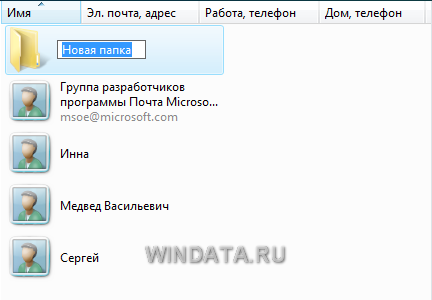 Имя Эл. почта, адрес Работа, телефон Дом, телефон
Новая папка
Группа разработчиков
программы Почта Microso...
msoe@microsoft.com
Инна
Медвед Васильевич
Сергей
WINDATA.RU